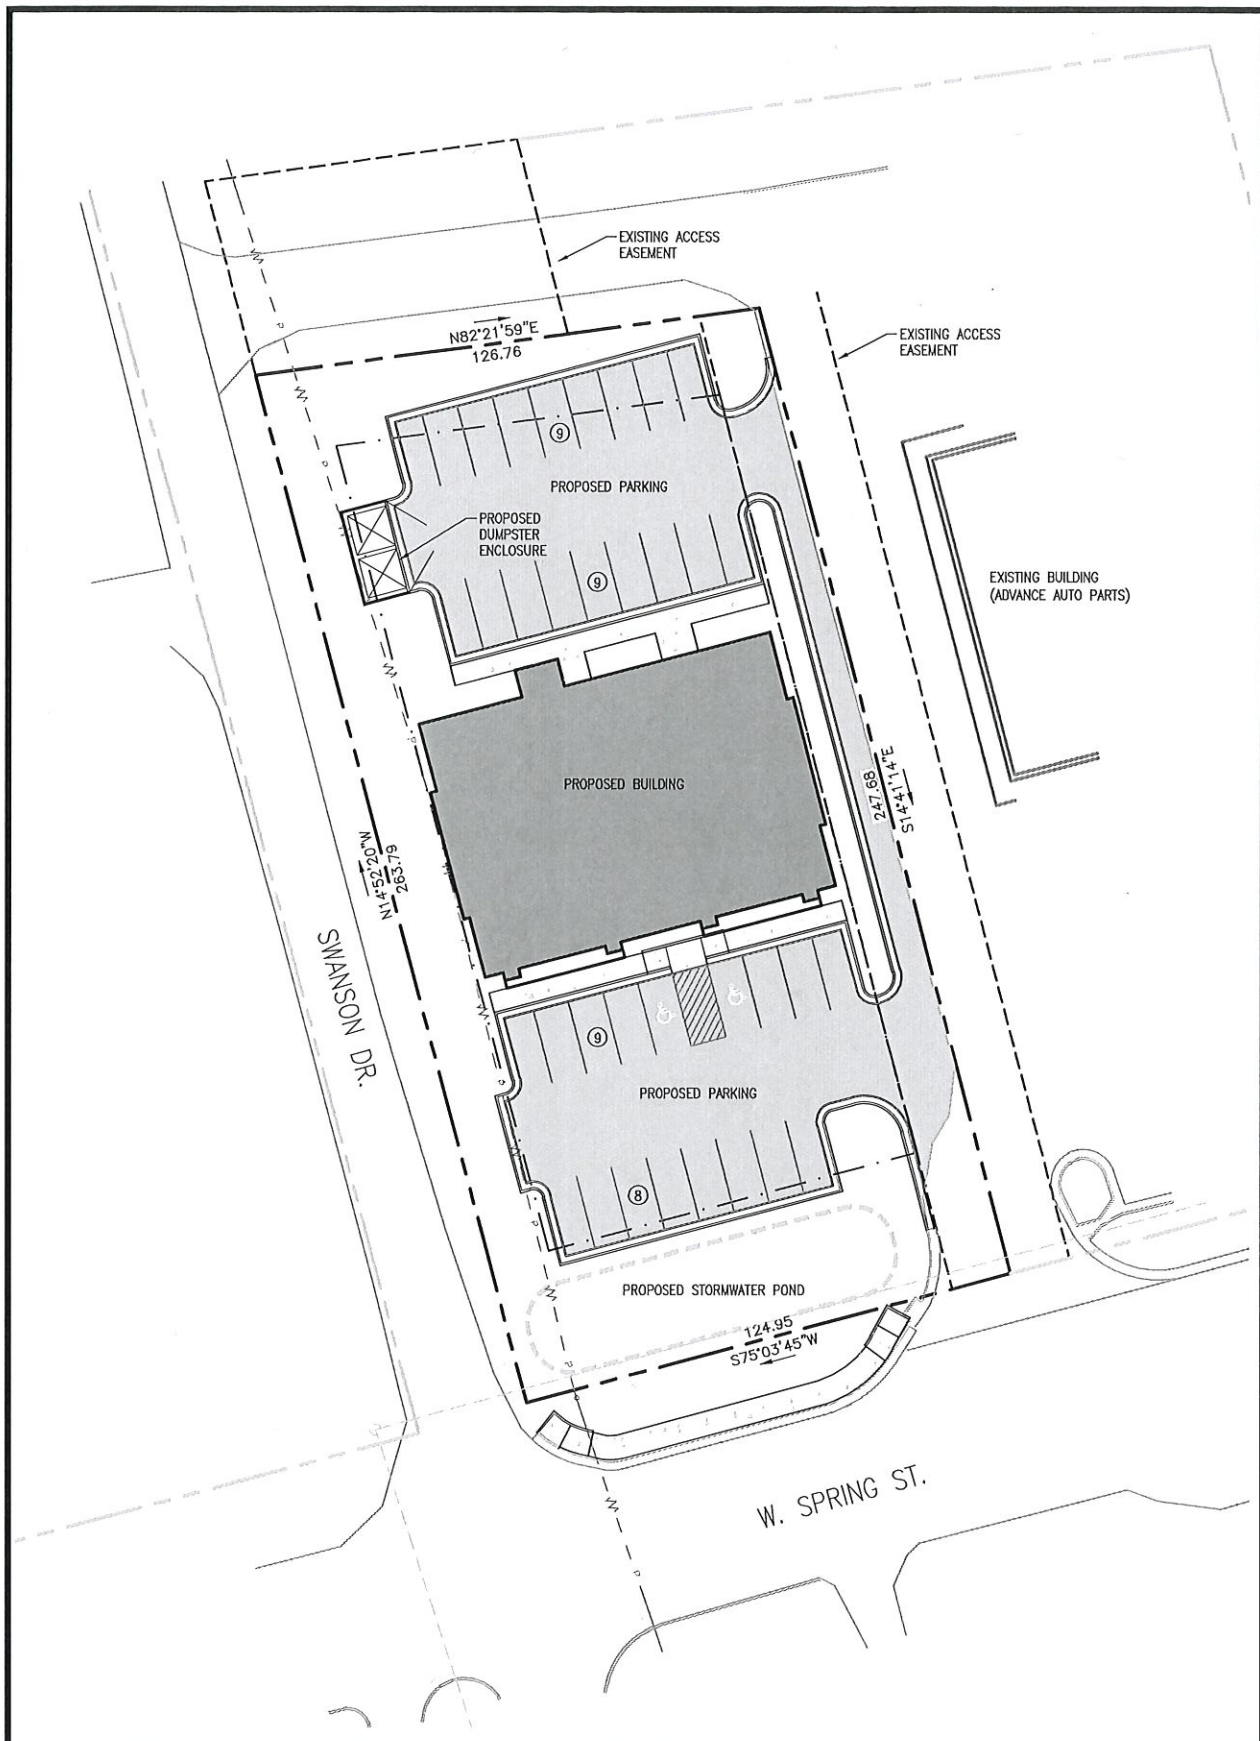 EXISTING ACCESS
EASEMENT
N82°21'59"E
126.76
EXISTING ACCESS
EASEMENT
9
PROPOSED PARKING
PROPOSED
DUMPSTER
ENCLOSURE
9
EXISTING BUILDING
(ADVANCE AUTO PARTS)
PROPOSED BUILDING
247.68
S14°41'14"E
N14°52'20"W
263.79
SWANSON DR.
9
PROPOSED PARKING
8
PROPOSED STORMWATER POND
124.95
S75°03'45"W
W. SPRING ST.
W
P
W
W
P
W
W
W
P
P
W
P